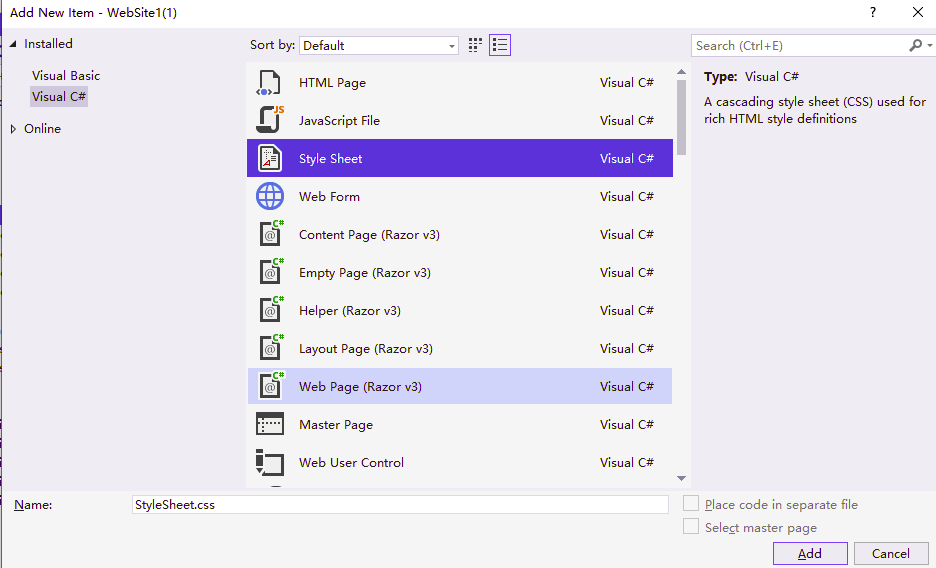 Add New Item - WebSite1(1)
?
Installed
Visual Basic
Visual C#
Online
Sort by: Default
Search (Ctrl+E)
HTML Page Visual C#
JS
JavaScript File Visual C#
Style Sheet Visual C#
Web Form Visual C#
C#
@
Content Page (Razor v3) Visual C#
C#
@
Empty Page (Razor v3) Visual C#
C#
@
Helper (Razor v3) Visual C#
C#
@
Layout Page (Razor v3) Visual C#
C#
@
Web Page (Razor v3) Visual C#
Master Page Visual C#
Web User Control Visual C#
Type: Visual C#
A cascading style sheet (CSS) used for
rich HTML style definitions
Name: StyleSheet.css
Place code in separate file
Select master page
Add Cancel